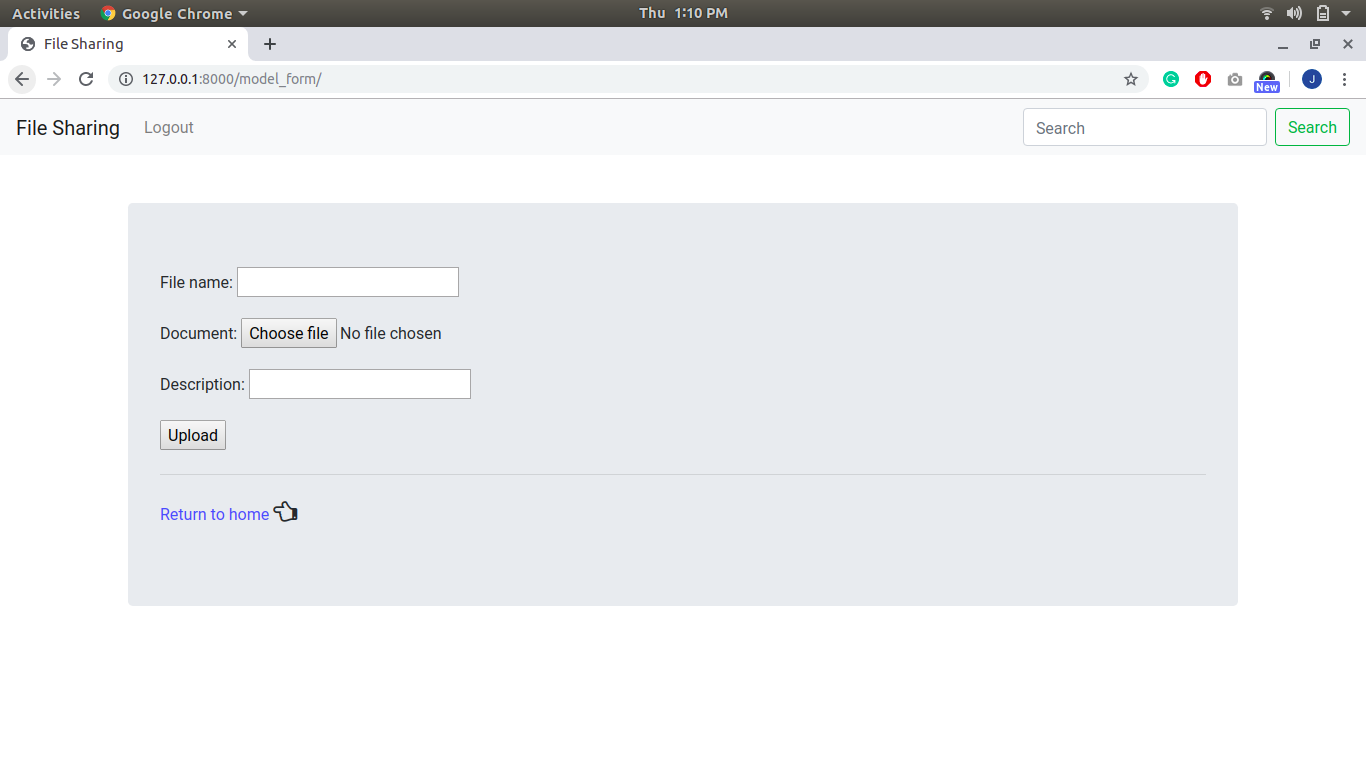 Activities Google Chrome Thu 1:10 PM
File Sharing
127.0.0.1:8000/model_form/ New J
File Sharing Logout Search Search
File name:
Document: Choose file No file chosen
Description:
Upload
Return to home